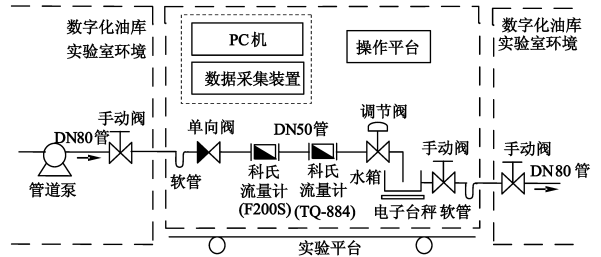 数字化油库
实验室环境
PC机
数据采集装置
操作平台
数字化油库
实验室环境
手动阀
DN80管
管道泵
软管
单向阀
DN50管
调节阀
科氏
流量计
(F200S)
科氏
流量计
(TQ-884)
水箱
手动阀
电子台秤
软管
手动阀
DN80管
实验平台